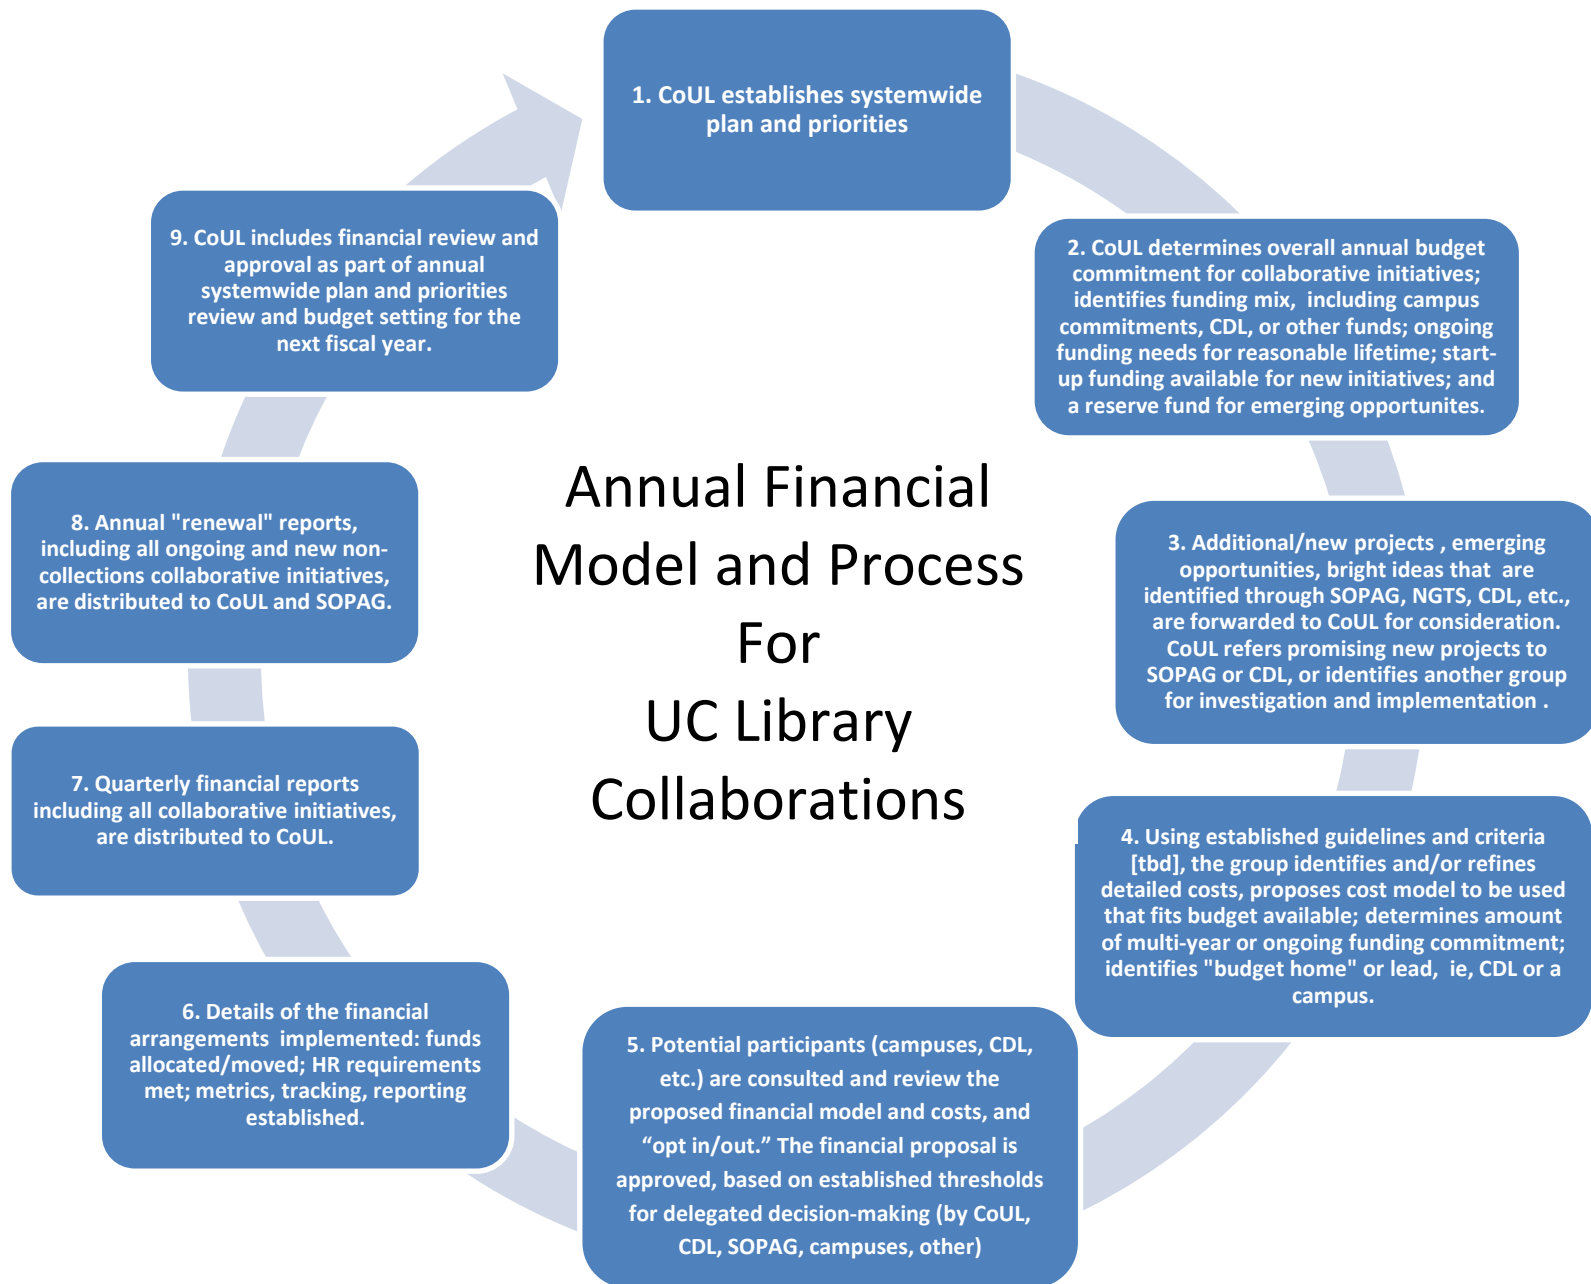 1. CoUL establishes systemwide
plan and priorities
2. CoUL determines overall annual budget
commitment for collaborative initiatives;
identifies funding mix, including campus
commitments, CDL, or other funds; ongoing
funding needs for reasonable lifetime; start-
up funding available for new initiatives; and
a reserve fund for emerging opportunites.
3. Additional/new projects , emerging
opportunities, bright ideas that are
identified through SOPAG, NGTS, CDL, etc.,
are forwarded to CoUL for consideration.
CoUL refers promising new projects to
SOPAG or CDL, or identifies another group
for investigation and implementation .
4. Using established guidelines and criteria
[tbd], the group identifies and/or refines
detailed costs, proposes cost model to be used
that fits budget available; determines amount
of multi-year or ongoing funding commitment;
identifies "budget home" or lead, ie, CDL or a
campus.
5. Potential participants (campuses, CDL,
etc.) are consulted and review the
proposed financial model and costs, and
“opt in/out.” The financial proposal is
approved, based on established thresholds
for delegated decision-making (by CoUL,
CDL, SOPAG, campuses, other)
6. Details of the financial
arrangements implemented: funds
allocated/moved; HR requirements
met; metrics, tracking, reporting
established.
7. Quarterly financial reports
including all collaborative initiatives,
are distributed to CoUL.
8. Annual "renewal" reports,
including all ongoing and new non-
collections collaborative initiatives,
are distributed to CoUL and SOPAG.
9. CoUL includes financial review and
approval as part of annual
systemwide plan and priorities
review and budget setting for the
next fiscal year.
Annual Financial
Model and Process
For
UC Library
Collaborations